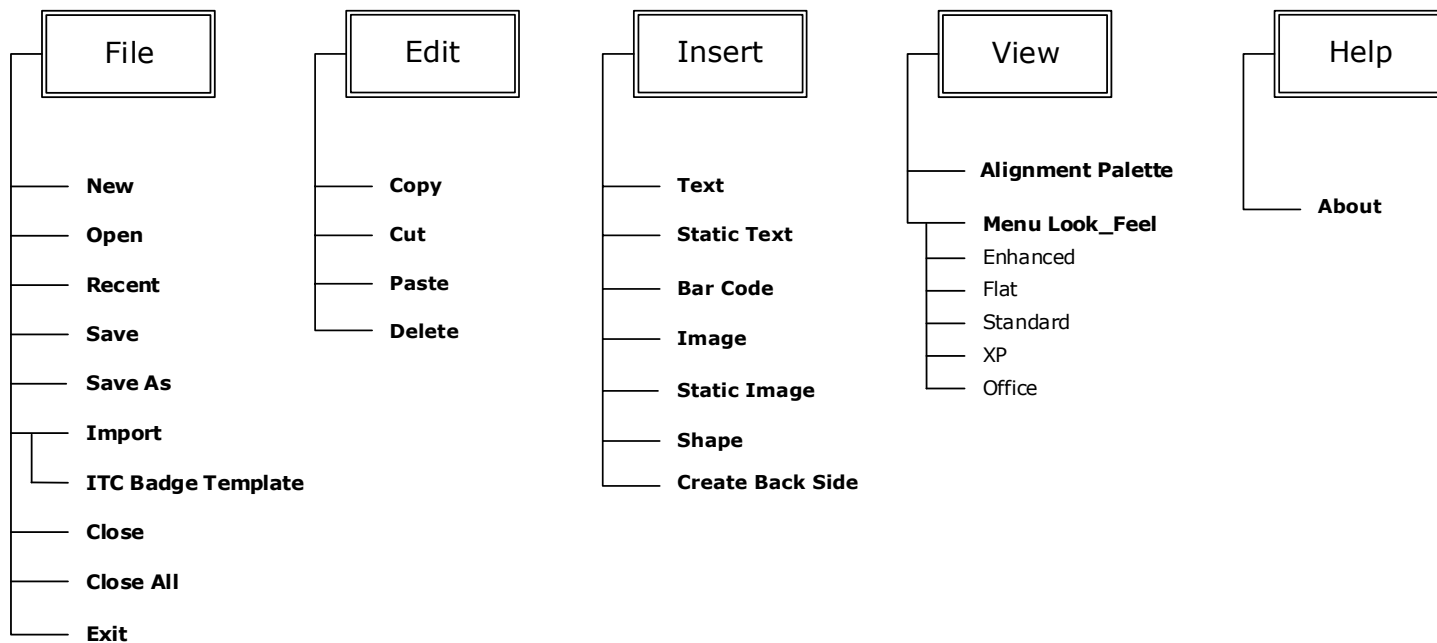 File
New
Open
Recent
Save
Save As
Import
ITC Badge Template
Close
Close All
Exit
Edit
Copy
Cut
Paste
Delete
Insert
Text
Static Text
Bar Code
Image
Static Image
Shape
Create Back Side
View
Alignment Palette
Menu Look_Feel
Enhanced
Flat
Standard
XP
Office
Help
About